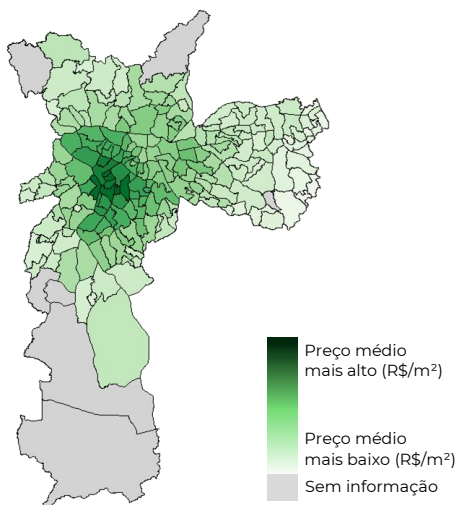 Preço médio
mais alto (R$/m²)
Preço médio
mais baixo (R$/m²)
Sem informação